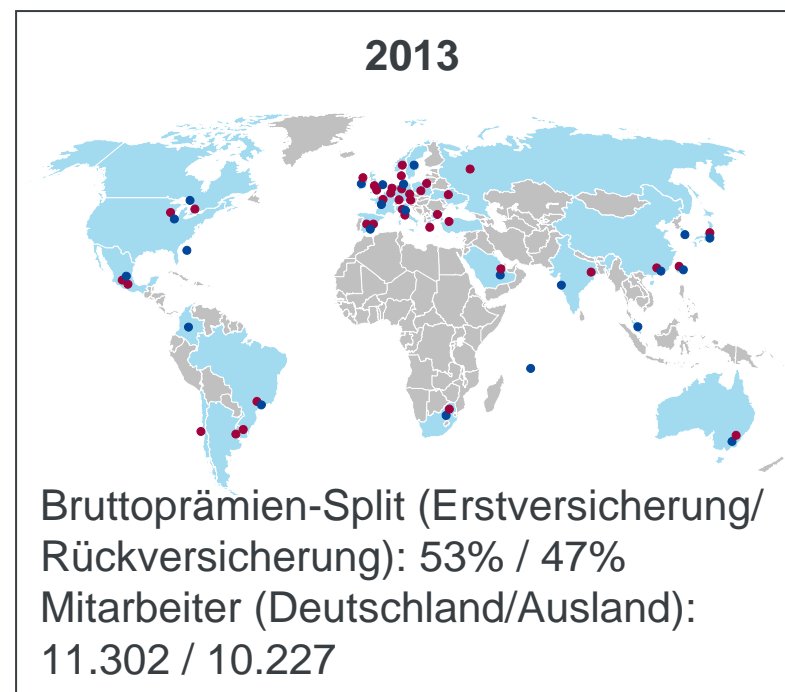 2013
Bruttoprämien-Split (Erstversicherung/
Rückversicherung): 53% / 47%
Mitarbeiter (Deutschland/Ausland):
11.302 / 10.227